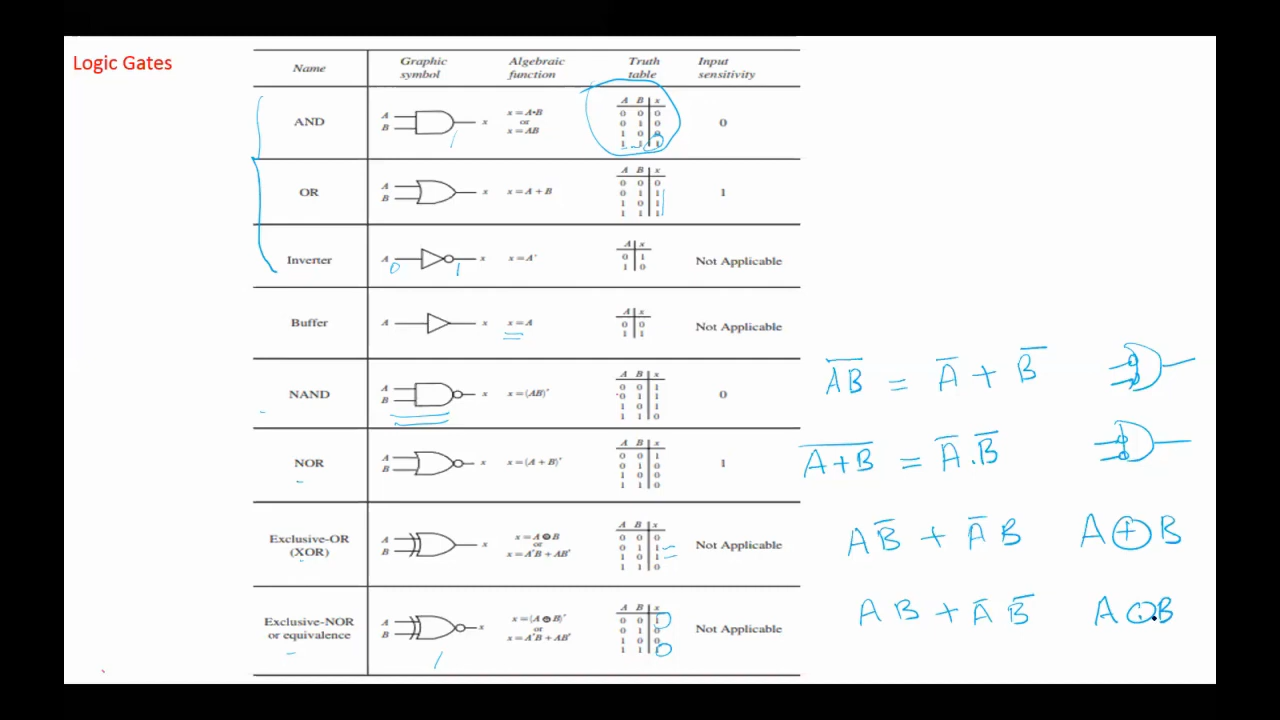 Logic Gates
Name Graphic symbol Algebraic function Truth table Input sensitivity
AND A B x x = A•B or x = AB 0
A B x
0 0 0
0 1 0
1 0 0
1 1 1
OR A B x x = A + B 1
A B x
0 0 0
0 1 1
1 0 1
1 1 1
Inverter A x x = A' Not Applicable
0 1
A x
0 1
1 0
Buffer A x x = A Not Applicable
A x
0 0
1 1
NAND A B x x = (AB)' 0
A B x
0 0 1
0 1 1
1 0 1
1 1 0
NOR A B x x = (A + B)' 1
A B x
0 0 1
0 1 0
1 0 0
1 1 0
Exclusive-OR (XOR) A B x x = A ⊕ B or x = A'B + AB' Not Applicable
A B x
0 0 0
0 1 1
1 0 1
1 1 0
Exclusive-NOR or equivalence A B x x = (A ⊕ B)' or x = A'B' + AB Not Applicable
A B x
0 0 1
0 1 0
1 0 0
1 1 1
A̅B̅ = A̅ + B̅
A̅+̅B̅ = A̅.B̅
AB̅ + A̅B A⊕B
AB + A̅B̅ A⊙B